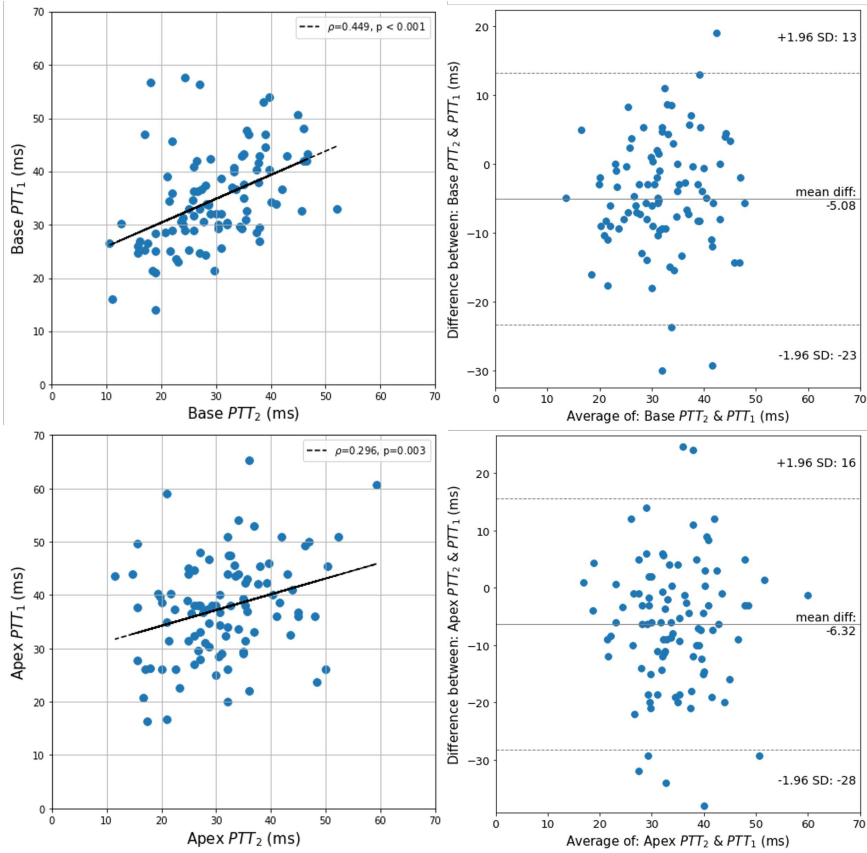 ρ=0.449, p < 0.001
70
60
50
40
30
20
10
0
Base PTT₁ (ms)
0 10 20 30 40 50 60 70
Base PTT₂ (ms)
+1.96 SD: 13
mean diff:
-5.08
-1.96 SD: -23
20
10
-0
-10
-20
-30
Difference between: Base PTT₂ & PTT₁ (ms)
0 10 20 30 40 50 60 70
Average of: Base PTT₂ & PTT₁ (ms)
ρ=0.296, p=0.003
70
60
50
40
30
20
10
0
Apex PTT₁ (ms)
0 10 20 30 40 50 60 70
Apex PTT₂ (ms)
+1.96 SD: 16
mean diff:
-6.32
-1.96 SD: -28
20
10
0
-10
-20
-30
Difference between: Apex PTT₂ & PTT₁ (ms)
0 10 20 30 40 50 60 70
Average of: Apex PTT₂ & PTT₁ (ms)